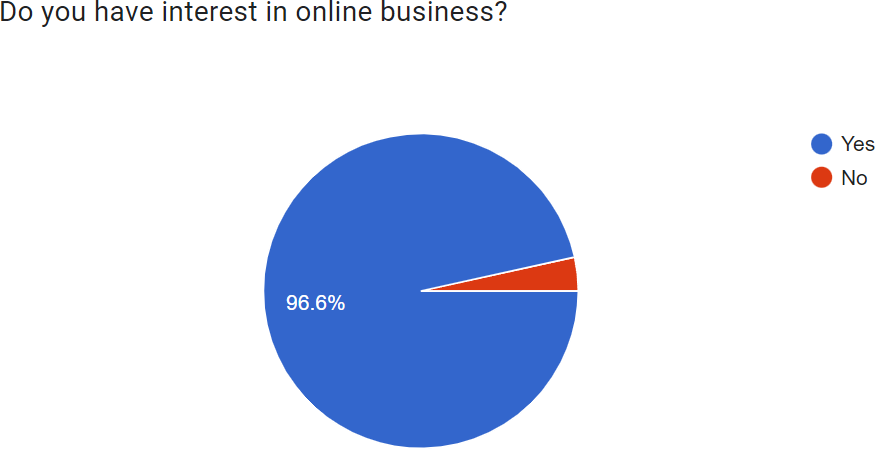 Do you have interest in online business?
Yes
No
96.6%